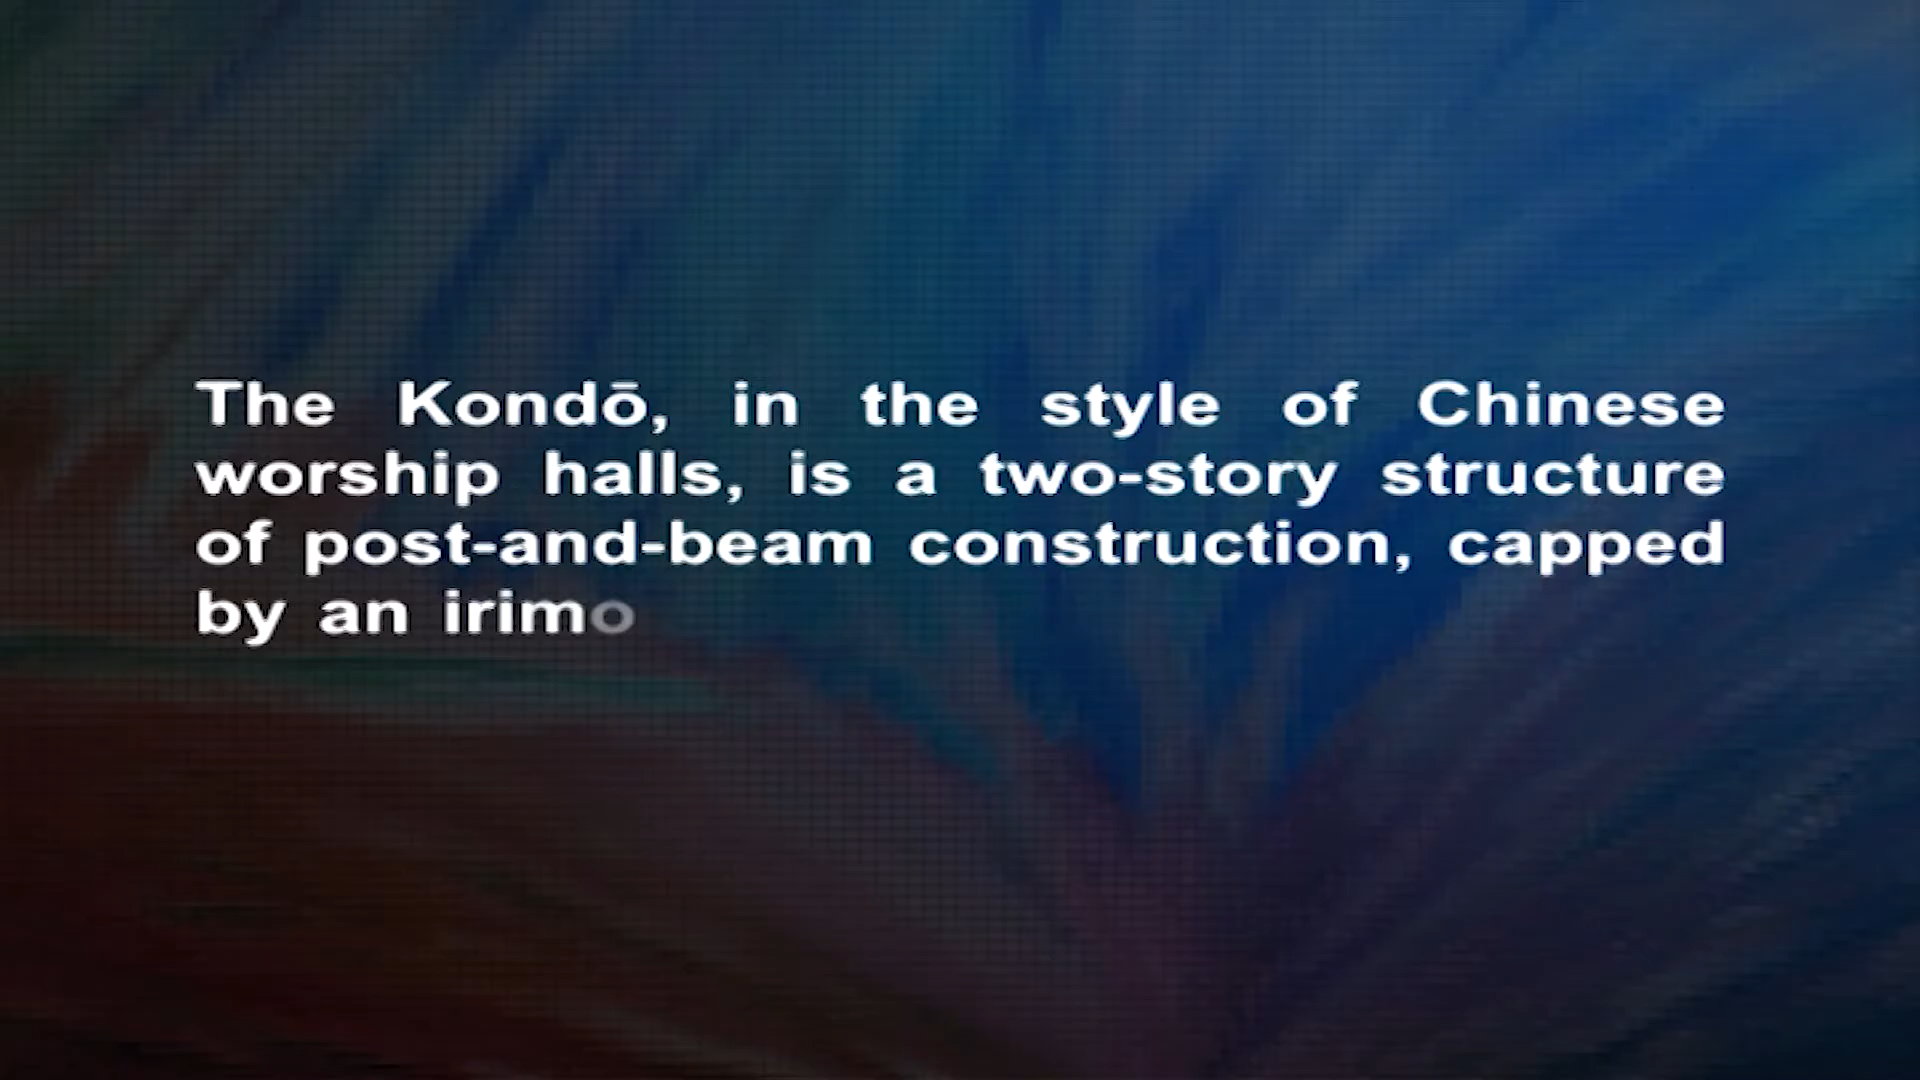 The Kondō, in the style of Chinese
worship halls, is a two-story structure
of post-and-beam construction, capped
by an irimo